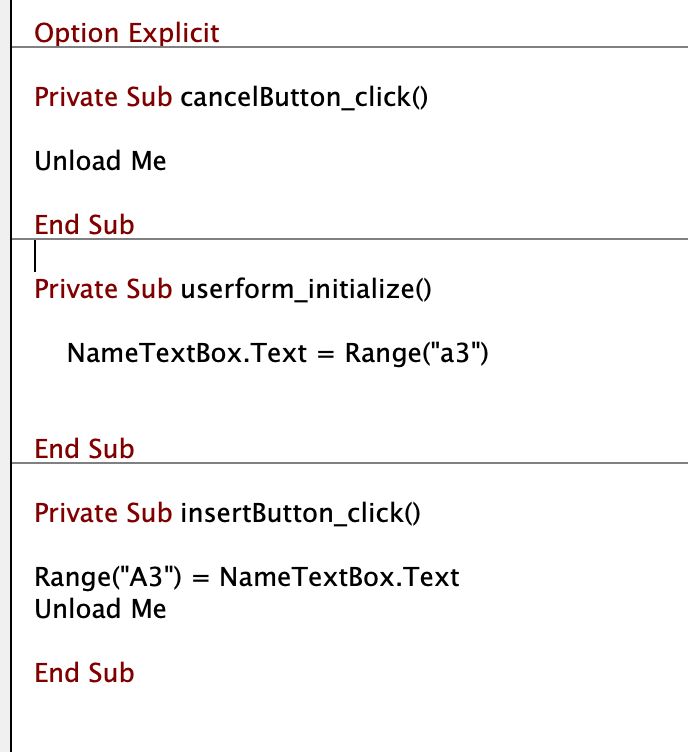 Option Explicit
Private Sub cancelButton_click()
Unload Me
End Sub
Private Sub userform_initialize()
NameTextBox.Text = Range("a3")
End Sub
Private Sub insertButton_click()
Range("A3") = NameTextBox.Text
Unload Me
End Sub